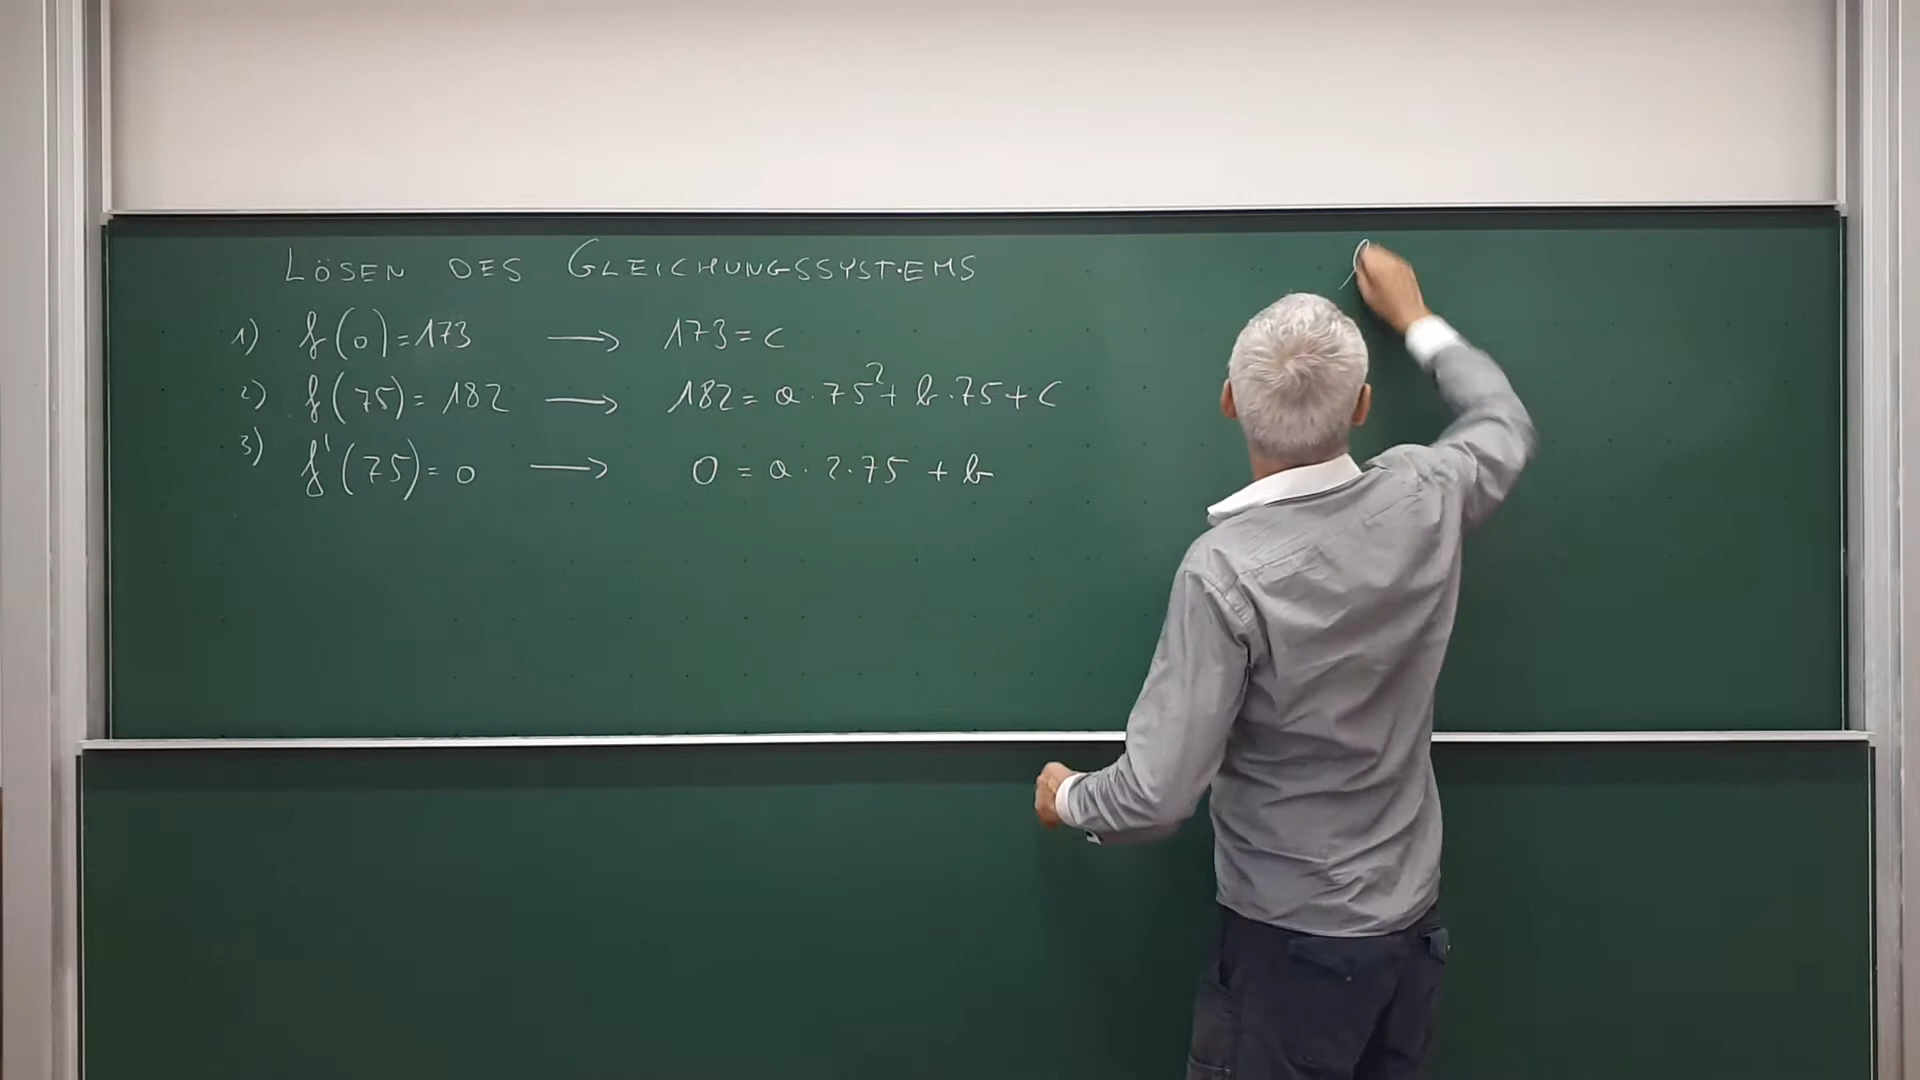 LÖSEN DES GLEICHUNGSSYSTEMS
1) f(0)=173 → 173=c
2) f(75)=182 → 182=a·75²+b·75+c
3) f'(75)=0 → 0=a·2·75+b